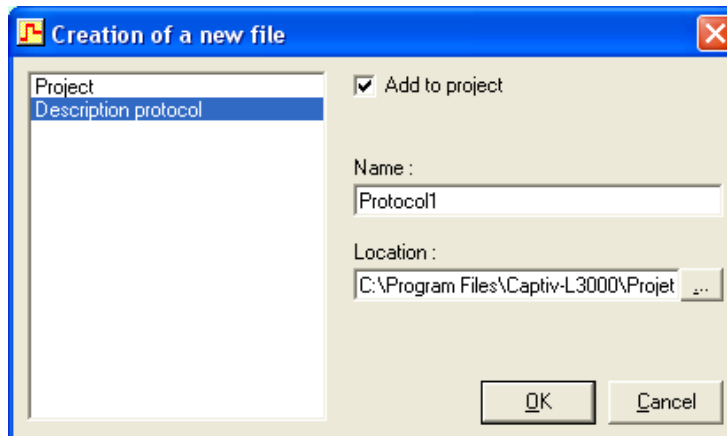 Creation of a new file
Project
Description protocol
Add to project
Name :
Protocol1
Location :
C:\Program Files\Captiv-L3000\Projet
...
OK
Cancel